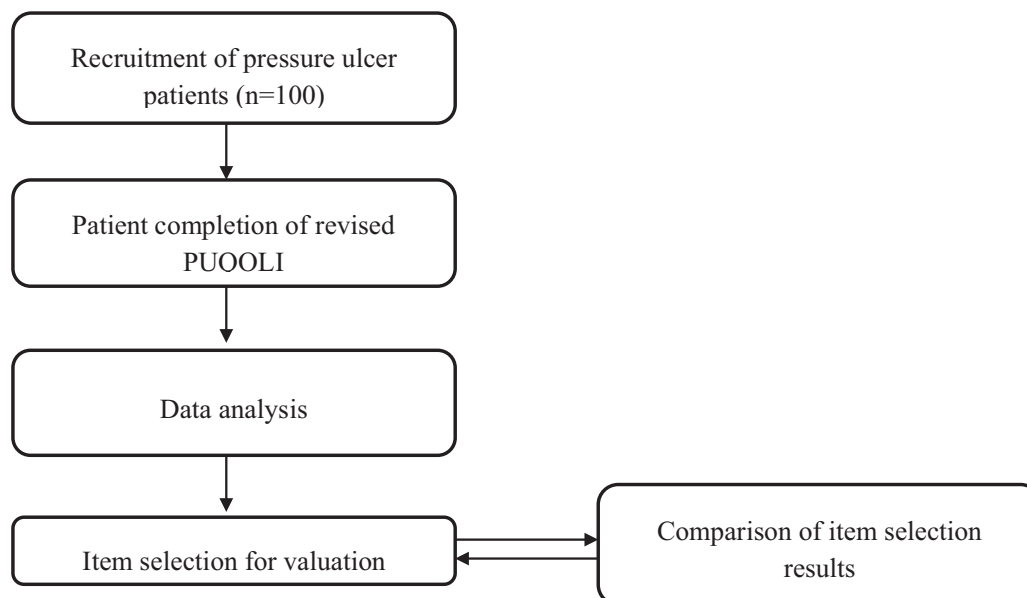 Recruitment of pressure ulcer
patients (n=100)
Patient completion of revised
PUOOLI
Data analysis
Item selection for valuation
Comparison of item selection
results